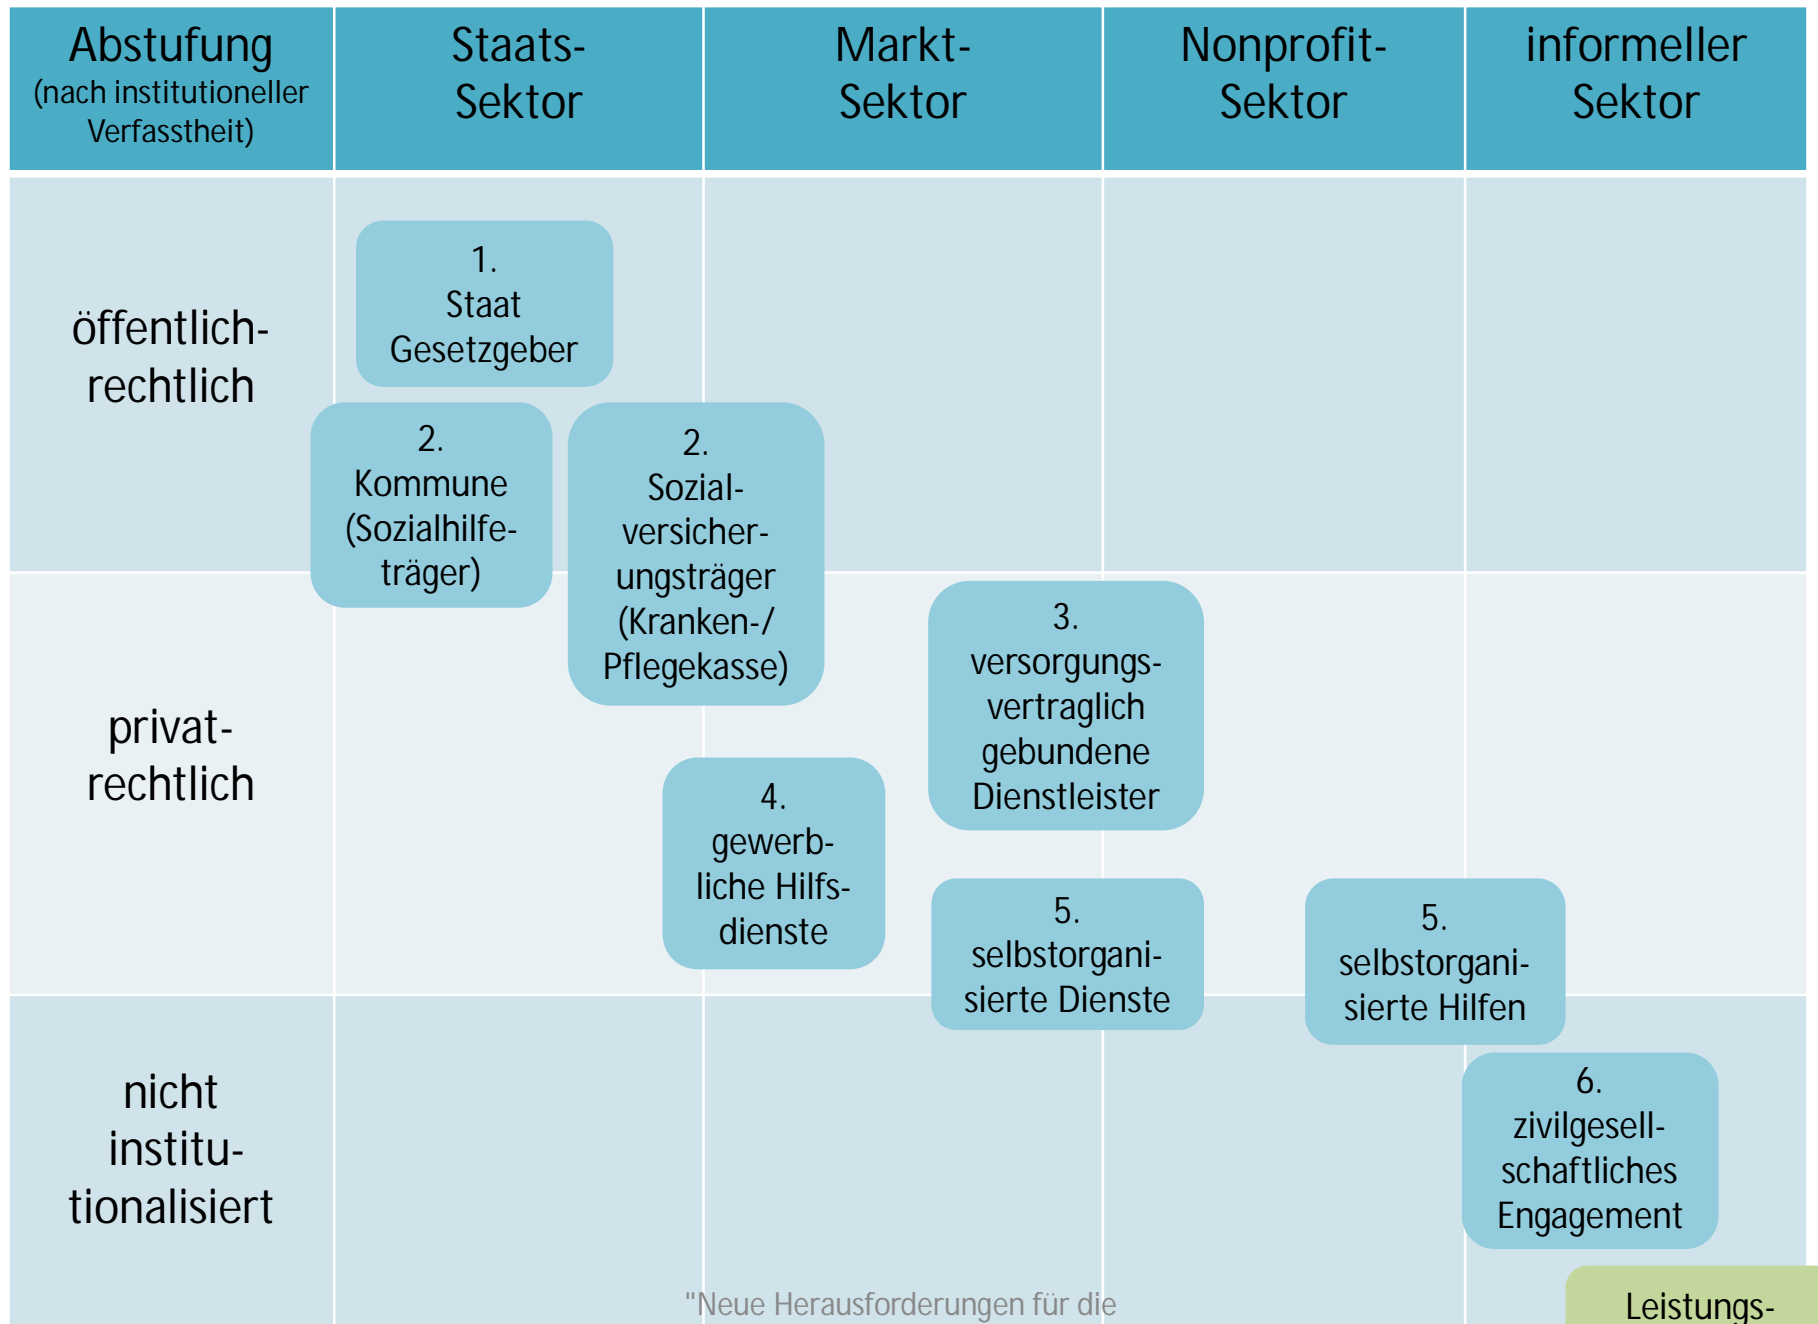 Abstufung
(nach institutioneller
Verfasstheit)
Staats-
Sektor
Markt-
Sektor
Nonprofit-
Sektor
informeller
Sektor
öffentlich-
rechtlich
1.
Staat
Gesetzgeber
2.
Kommune
(Sozialhilfe-
träger)
2.
Sozial-
versicher-
ungsträger
(Kranken-/
Pflegekasse)
privat-
rechtlich
3.
versorgungs-
vertraglich
gebundene
Dienstleister
4.
gewerb-
liche Hilfs-
dienste
5.
selbstorgani-
sierte Dienste
5.
selbstorgani-
sierte Hilfen
nicht
institu-
tionalisiert
6.
zivilgesell-
schaftliches
Engagement
"Neue Herausforderungen für die
Leistungs-